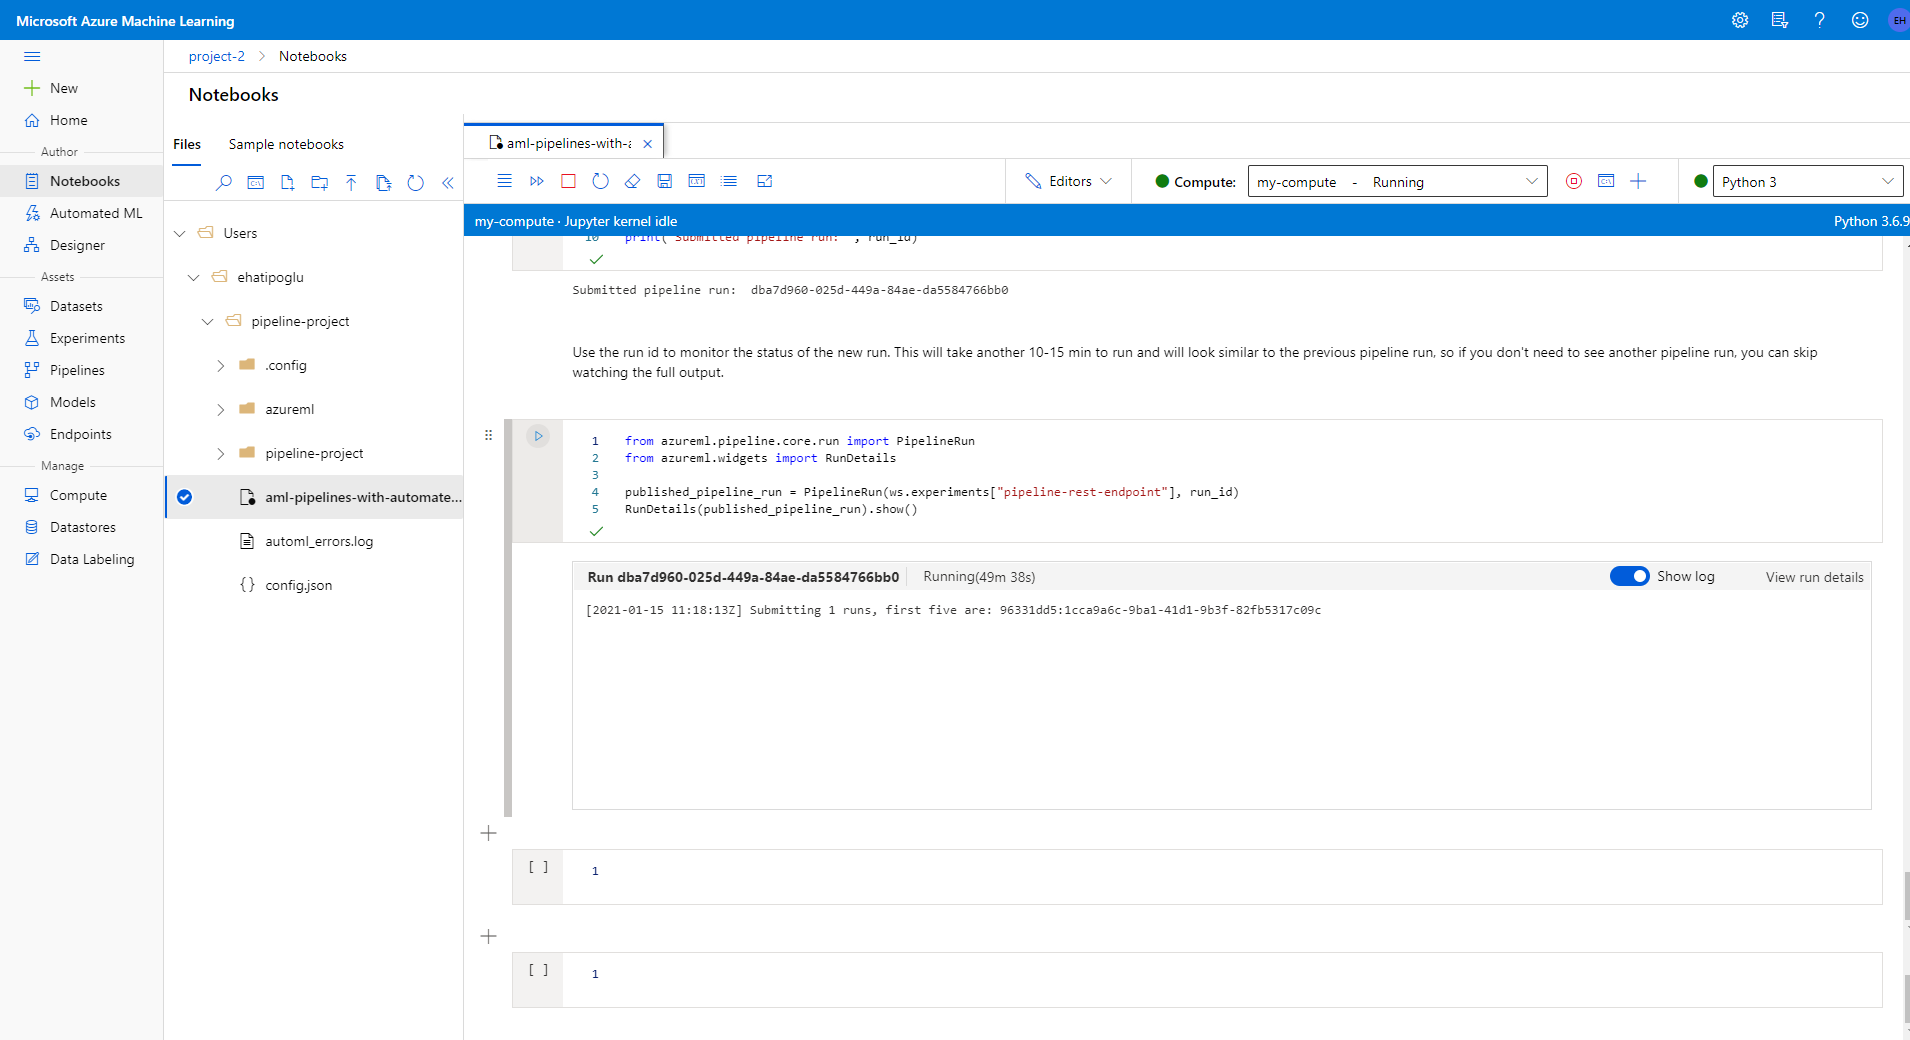 Microsoft Azure Machine Learning
EH
project-2 > Notebooks
New
Home
Author
Notebooks
Automated ML
Designer
Assets
Datasets
Experiments
Pipelines
Models
Endpoints
Manage
Compute
Datastores
Data Labeling
Notebooks
Files Sample notebooks
Users
ehatipoglu
pipeline-project
.config
azureml
pipeline-project
aml-pipelines-with-automate...
automl_errors.log
config.json
aml-pipelines-with-a
Editors
Compute: my-compute - Running
Python 3
my-compute · Jupyter kernel idle
Python 3.6.9
10 print("Submitted pipeline run: ", run_id)
Submitted pipeline run:  dba7d960-025d-449a-84ae-da5584766bb0
Use the run id to monitor the status of the new run. This will take another 10-15 min to run and will look similar to the previous pipeline run, so if you don't need to see another pipeline run, you can skip
watching the full output.
1 from azureml.pipeline.core.run import PipelineRun
2 from azureml.widgets import RunDetails
3
4 published_pipeline_run = PipelineRun(ws.experiments["pipeline-rest-endpoint"], run_id)
5 RunDetails(published_pipeline_run).show()
Run dba7d960-025d-449a-84ae-da5584766bb0 Running(49m 38s) Show log View run details
[2021-01-15 11:18:13Z] Submitting 1 runs, first five are: 96331dd5:1cca9a6c-9ba1-41d1-9b3f-82fb5317c09c
[ ] 1
[ ] 1